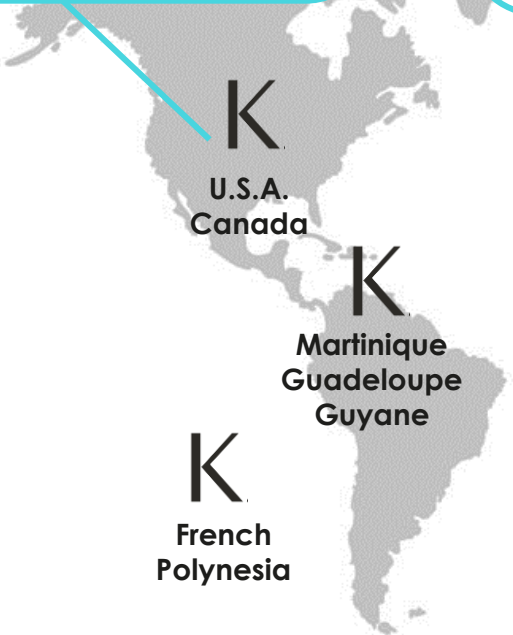 K
U.S.A.
Canada
K
Martinique
Guadeloupe
Guyane
K
French
Polynesia